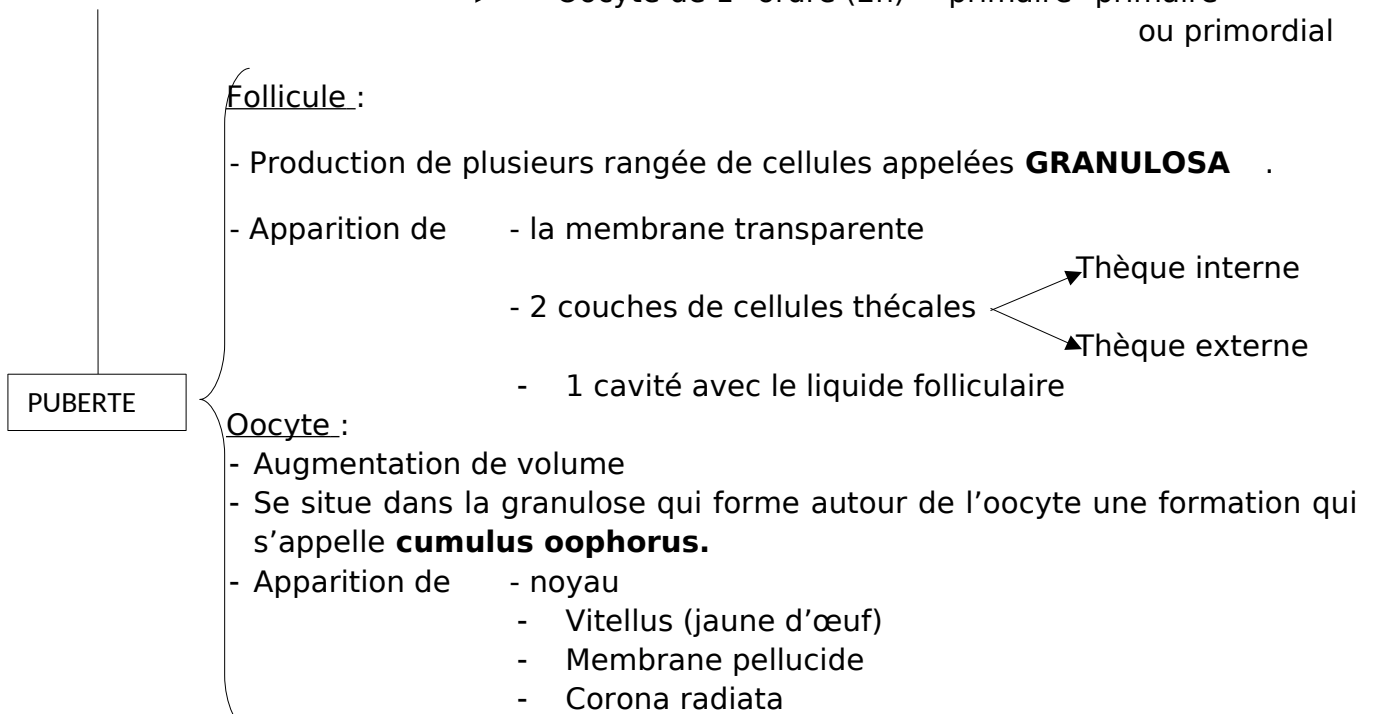 ou primordial
Follicule :
- Production de plusieurs rangée de cellules appelées GRANULOSA .
- Apparition de - la membrane transparente
Thèque interne
- 2 couches de cellules thécales
Thèque externe
- 1 cavité avec le liquide folliculaire
PUBERTE
Oocyte :
- Augmentation de volume
- Se situe dans la granulose qui forme autour de l’oocyte une formation qui
s’appelle cumulus oophorus.
- Apparition de - noyau
- Vitellus (jaune d’œuf)
- Membrane pellucide
- Corona radiata